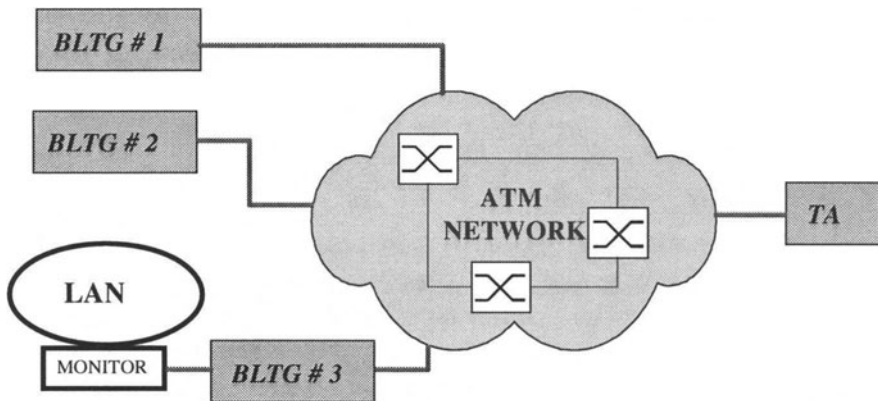 BLTG # 1
BLTG # 2
ATM
NETWORK
TA
LAN
MONITOR
BLTG # 3